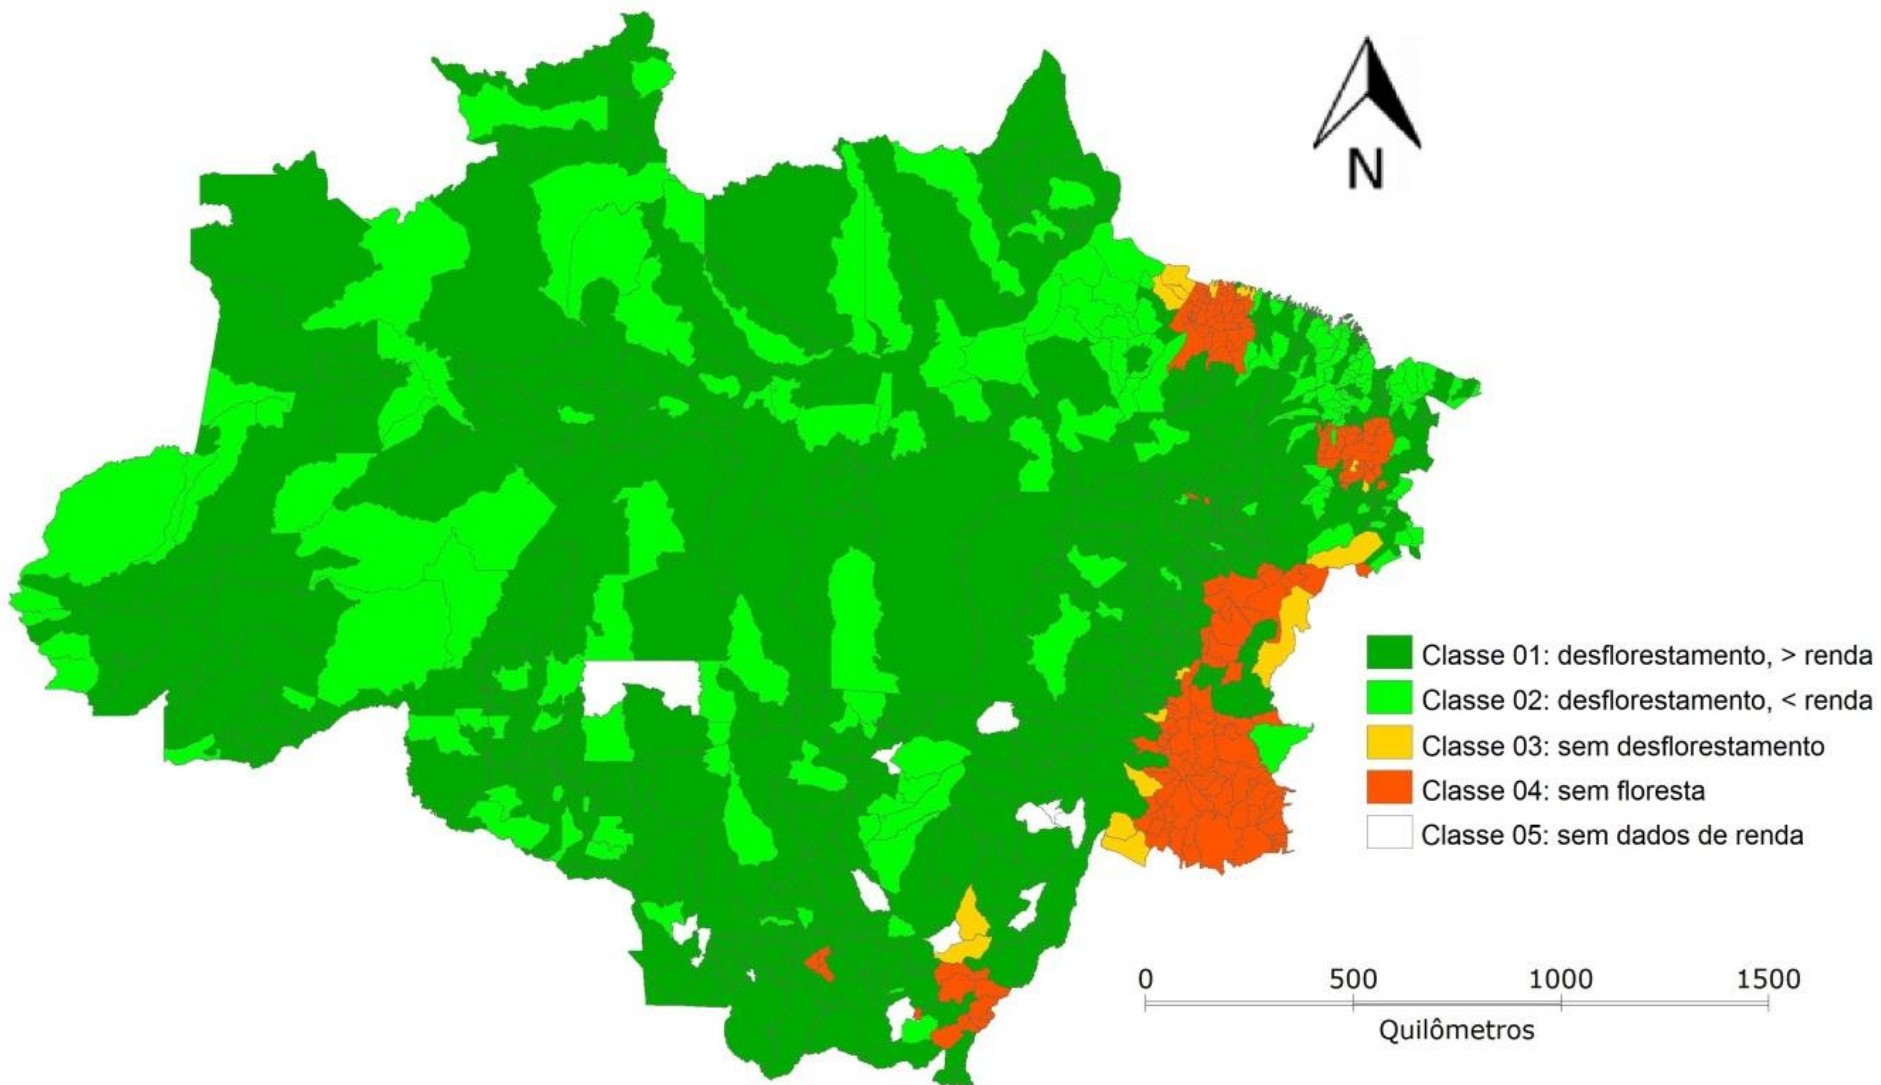 N
Classe 01: desflorestamento, > renda
Classe 02: desflorestamento, < renda
Classe 03: sem desflorestamento
Classe 04: sem floresta
Classe 05: sem dados de renda
0 500 1000 1500
Quilômetros